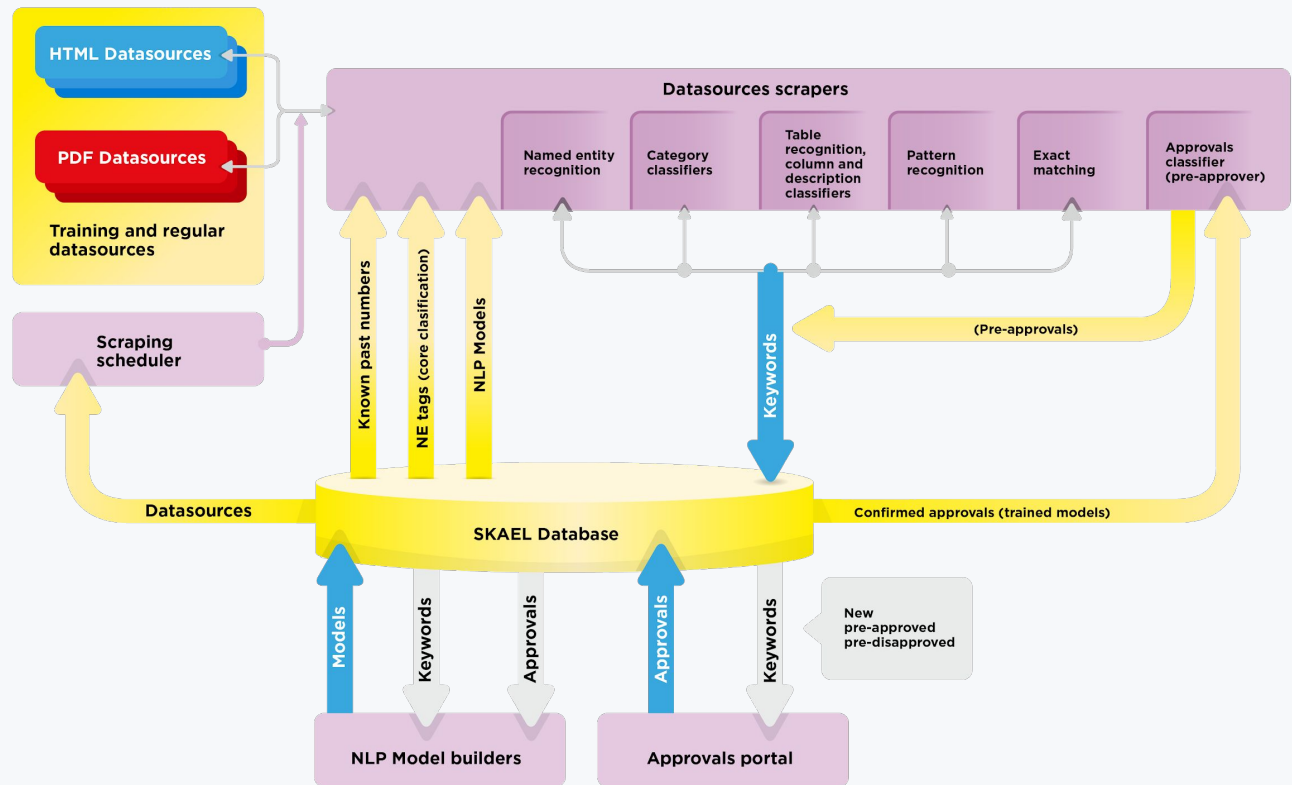 HTML Datasources
PDF Datasources
Training and regular
datasources
Datasources scrapers
Named entity
recognition
Category
classifiers
Table
recognition,
column and
description
classifiers
Pattern
recognition
Exact
matching
Approvals
classifier
(pre-approver)
Scraping
scheduler
Known past numbers
NE tags (core clasification)
NLP Models
Keywords
(Pre-approvals)
Datasources
SKAEL Database
Confirmed approvals (trained models)
Models
Keywords
Approvals
Approvals
Keywords
New
pre-approved
pre-disapproved
NLP Model builders
Approvals portal